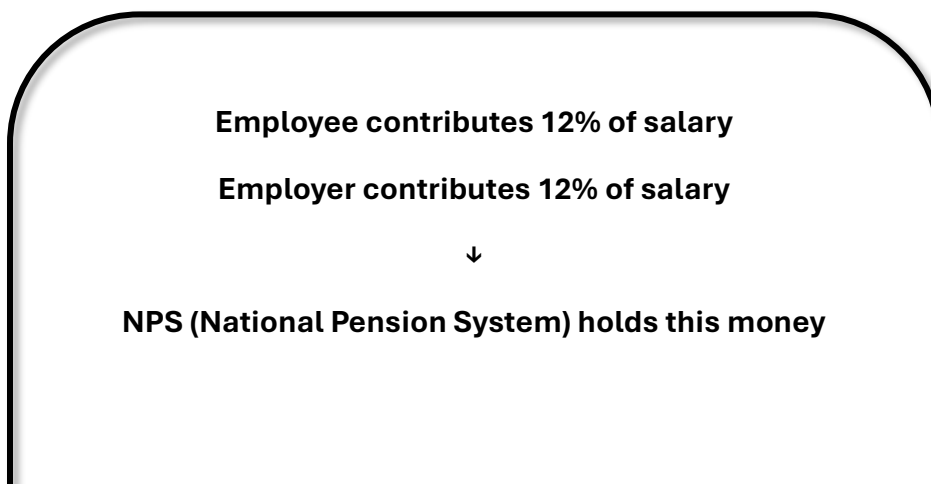 Employee contributes 12% of salary
Employer contributes 12% of salary
↓
NPS (National Pension System) holds this money